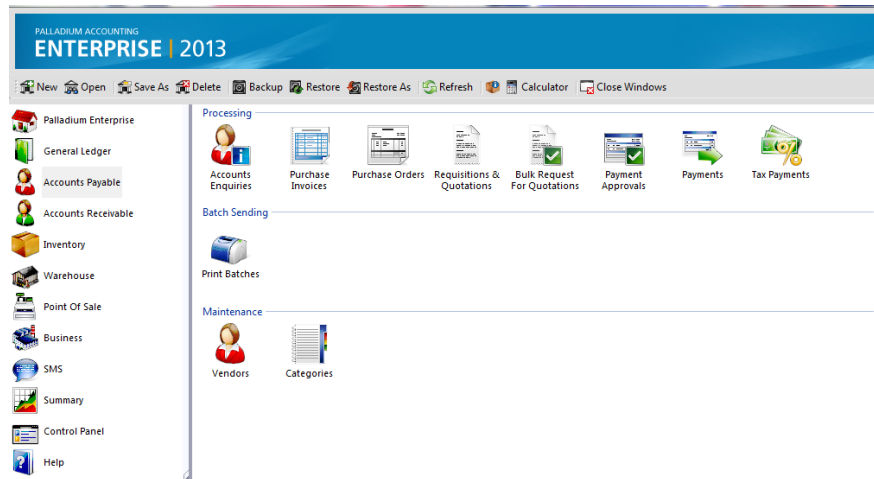 PALLADIUM ACCOUNTING
ENTERPRISE | 2013
New Open Save As Delete Backup Restore Restore As Refresh Calculator Close Windows
Palladium Enterprise
General Ledger
Accounts Payable
Accounts Receivable
Inventory
Warehouse
Point Of Sale
Business
SMS
Summary
Control Panel
Help
Processing
Accounts
Enquiries
Purchase
Invoices
Purchase Orders
Requisitions &
Quotations
Bulk Request
For Quotations
Payment
Approvals
Payments
Tax Payments
Batch Sending
Print Batches
Maintenance
Vendors
Categories